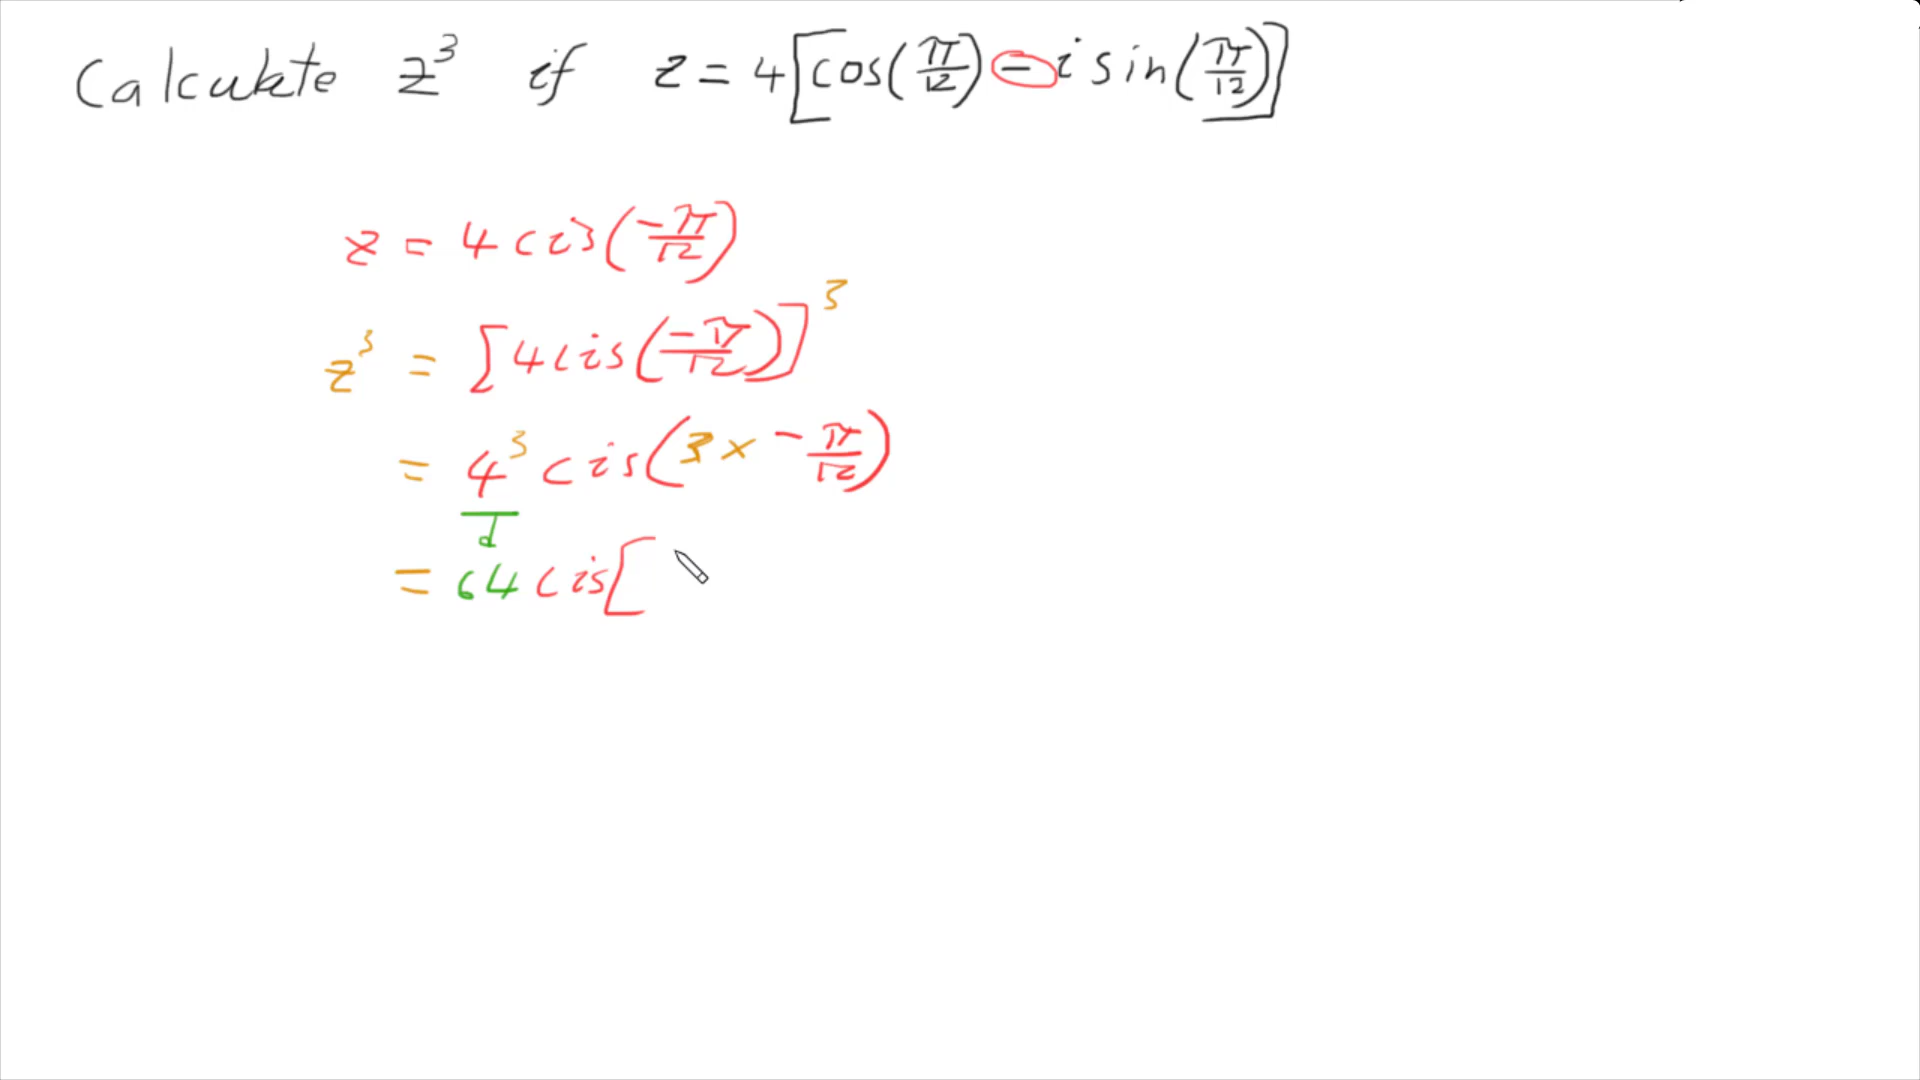 Calculate z³ if z = 4[cos(π/12) - i sin(π/12)]
z = 4 cis(-π/12)
z³ = [4 cis(-π/12)]³
= 4³ cis(3 × -π/12)
= 64 cis[